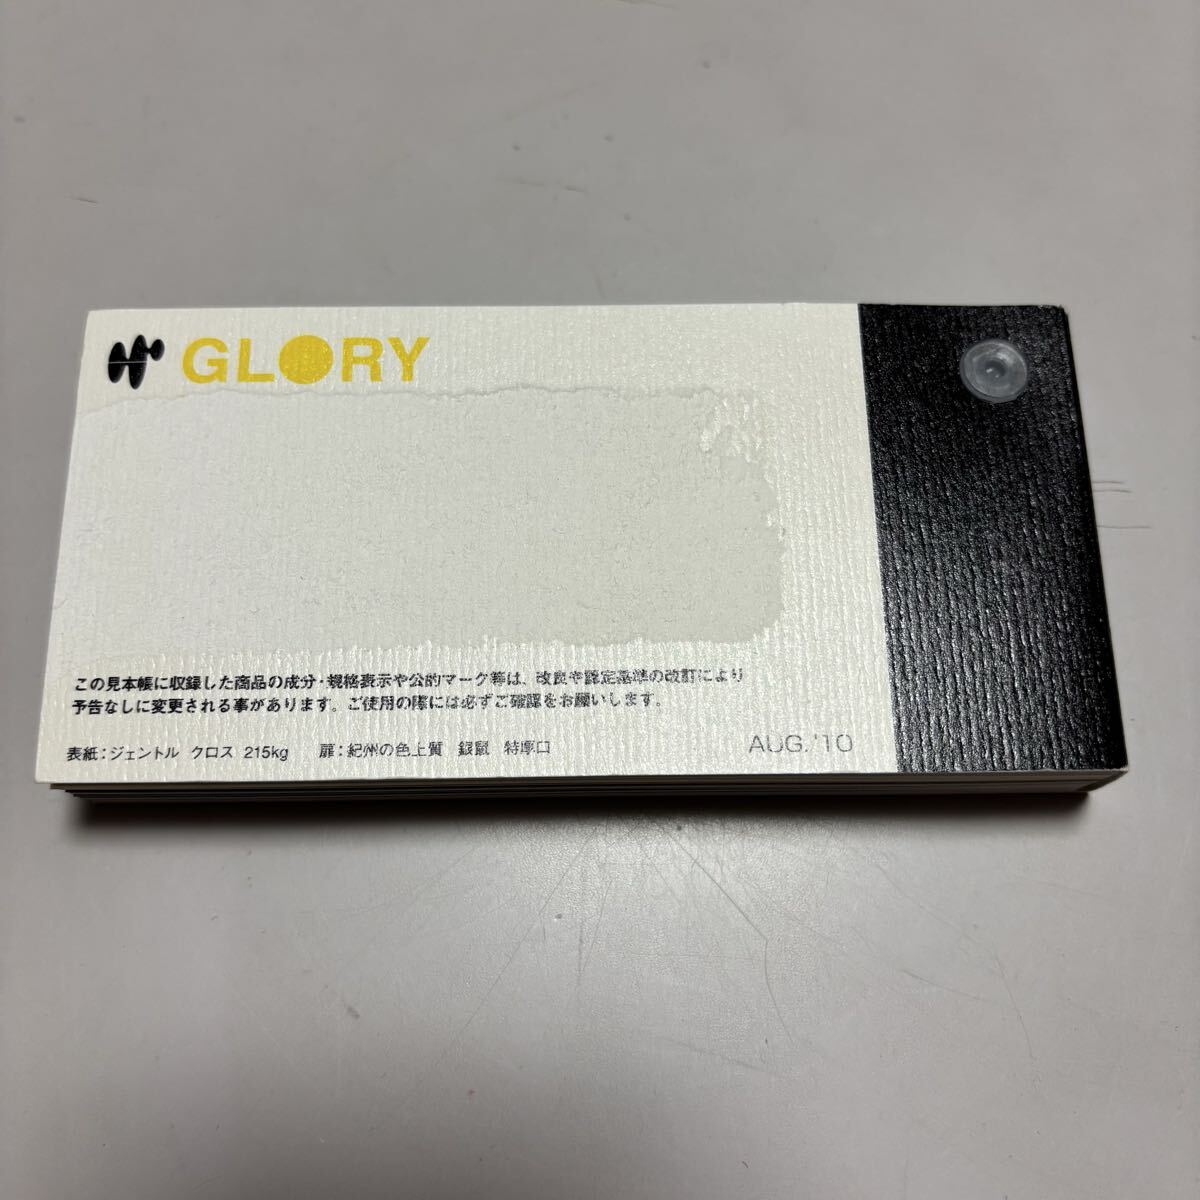 ザ GLORY
この見本帳に収録した商品の成分・規格表示や公的マーク等は、改良や認定基準の改訂により
予告なしに変更される事があります。ご使用の際には必ずご確認をお願いします。
表紙：ジェントル クロス 215kg 扉：紀州の色上質 銀鼠 特厚口
AUG.'10